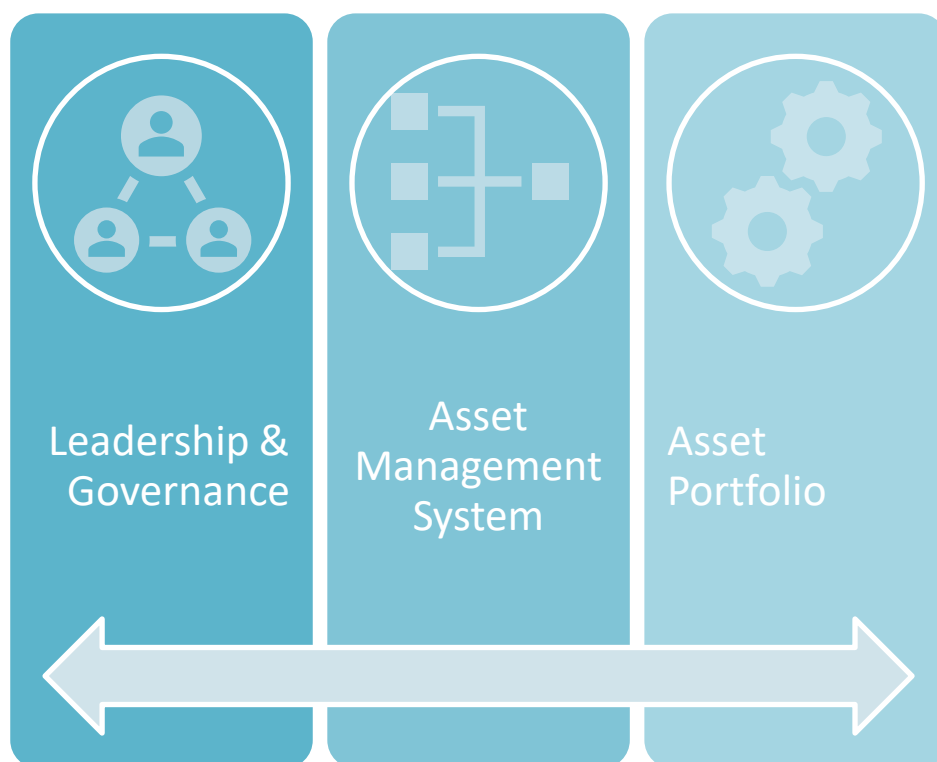 Leadership &
Governance
Asset
Management
System
Asset
Portfolio